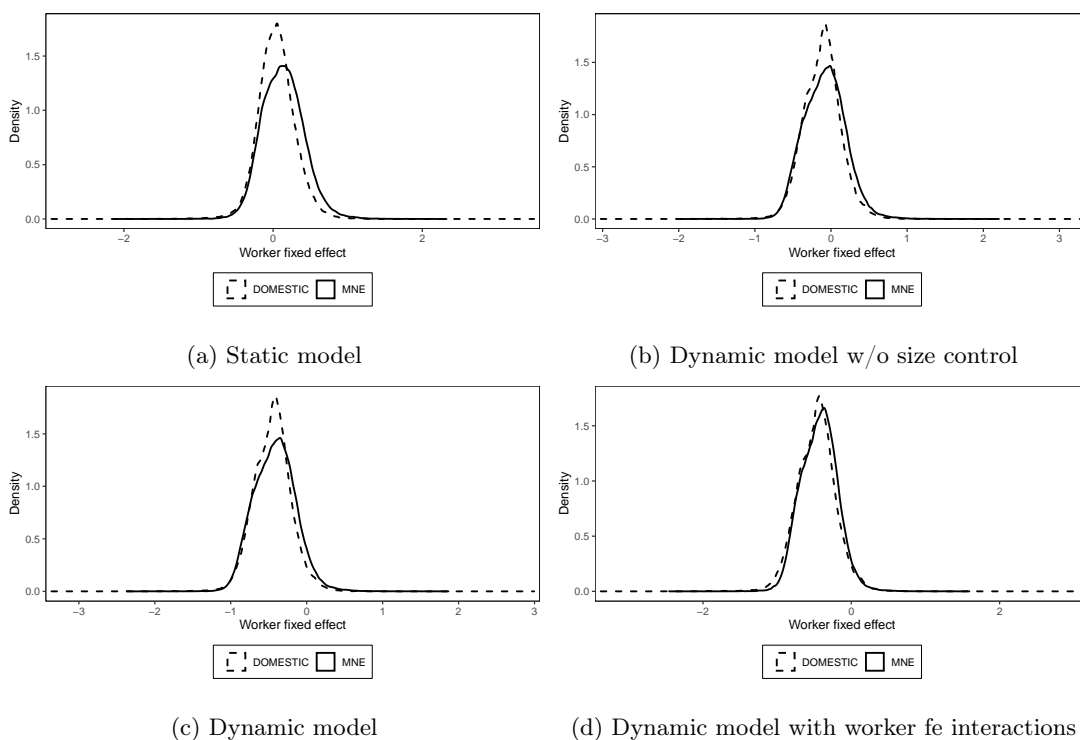 1.5
1.0
0.5
0.0
Density
−2
0
2
Worker fixed effect
DOMESTIC MNE
(a) Static model
1.5
1.0
0.5
0.0
Density
−3
−2
−1
0
1
2
3
Worker fixed effect
DOMESTIC MNE
(b) Dynamic model w/o size control
1.5
1.0
0.5
0.0
Density
−3
−2
−1
0
1
2
3
Worker fixed effect
DOMESTIC MNE
(c) Dynamic model
1.5
1.0
0.5
0.0
Density
−2
0
2
Worker fixed effect
DOMESTIC MNE
(d) Dynamic model with worker fe interactions